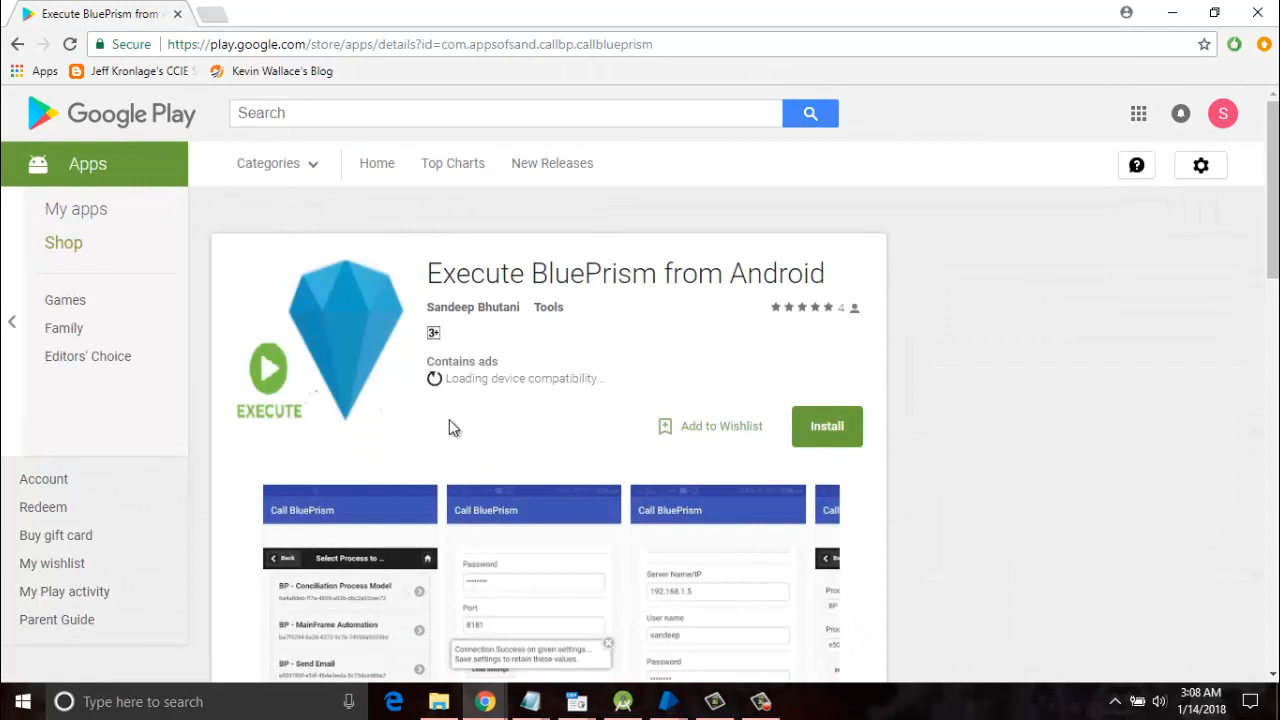 Execute BluePrism from
Secure https://play.google.com/store/apps/details?id=com.appsofsand.callbp.callblueprism
Apps Jeff Kronlage's CCIE Kevin Wallace's Blog
Google Play Search S
Apps Categories Home Top Charts New Releases
My apps
Shop
Games
Family
Editors' Choice
Account
Redeem
Buy gift card
My wishlist
My Play activity
Parent Guide
Execute BluePrism from Android
Sandeep Bhutani Tools 4
3+
Contains ads
Loading device compatibility...
EXECUTE
Add to Wishlist Install
Call BluePrism
Back Select Process to ...
BP - Conciliation Process Model
BP - MainFrame Automation
BP - Send Email
Call BluePrism
Password
Port
8181
Connection Success on given settings...
Save settings to retain these values.
Call BluePrism
Server Name/IP
192.168.1.5
User name
sandeep
Password
Type here to search
3:08 AM
1/14/2018